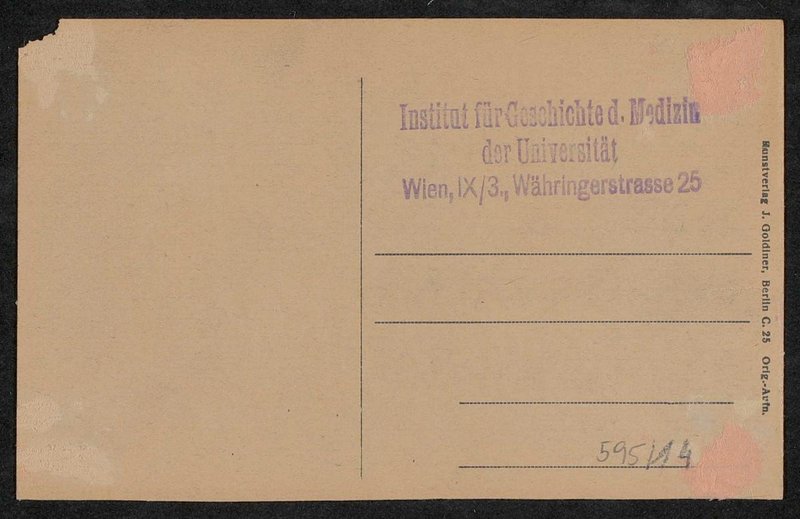 Institut für Geschichte d. Medizin
der Universität
Wien, IX/3., Währingerstrasse 25
Kunstverlag J. Goldiner, Berlin C. 25 Orig.-Aufn.
595/14